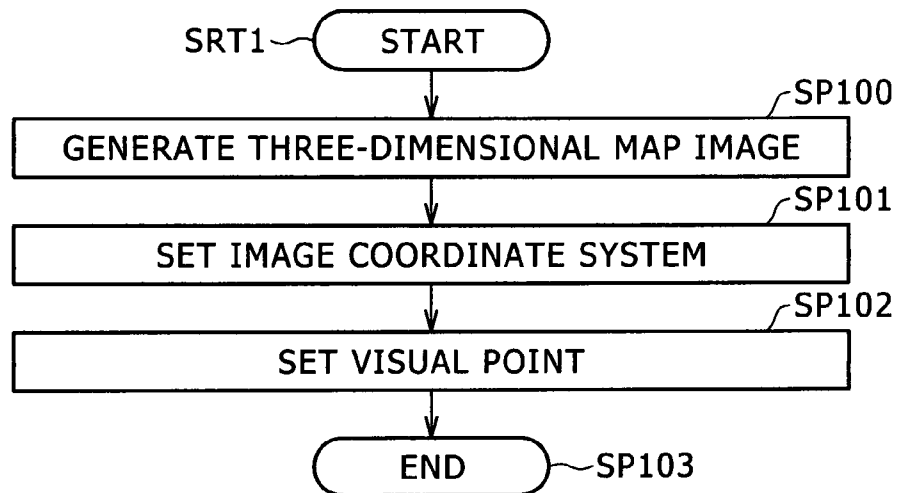 SRT1
START
SP100
GENERATE THREE-DIMENSIONAL MAP IMAGE
SP101
SET IMAGE COORDINATE SYSTEM
SP102
SET VISUAL POINT
END
SP103